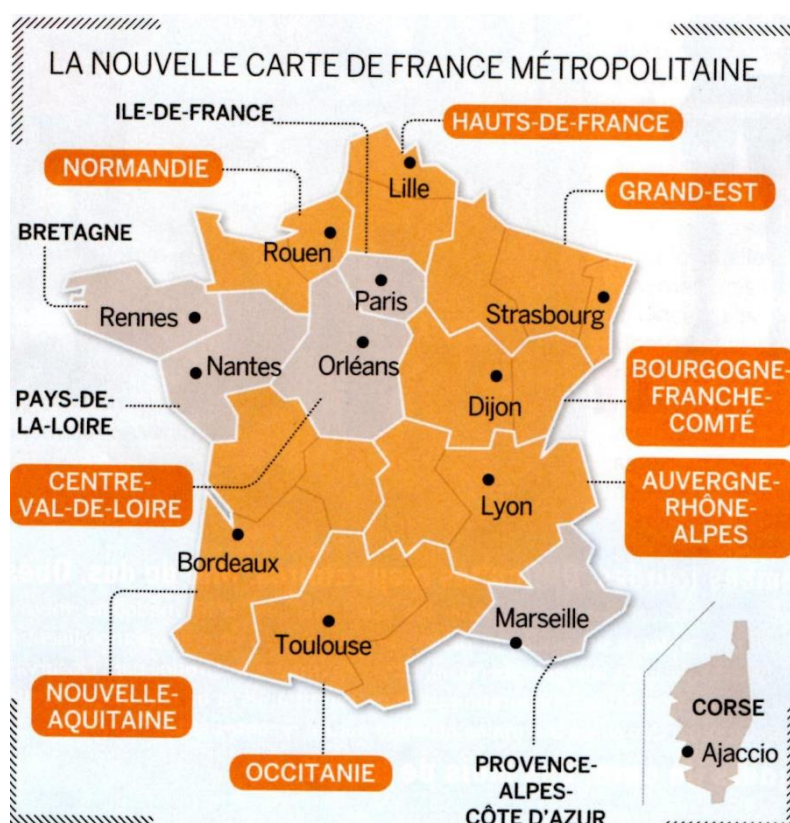 LA NOUVELLE CARTE DE FRANCE MÉTROPOLITAINE
ILE-DE-FRANCE
HAUTS-DE-FRANCE
NORMANDIE
Lille
GRAND-EST
BRETAGNE
Rouen
Paris
Rennes
Strasbourg
Nantes
Orléans
BOURGOGNE-
FRANCHE-
COMTÉ
Dijon
PAYS-DE-
LA-LOIRE
CENTRE-
VAL-DE-LOIRE
Lyon
AUVERGNE-
RHÔNE-
ALPES
Bordeaux
Marseille
Toulouse
NOUVELLE-
AQUITAINE
CORSE
Ajaccio
OCCITANIE
PROVENCE-
ALPES-
CÔTE D'AZUR